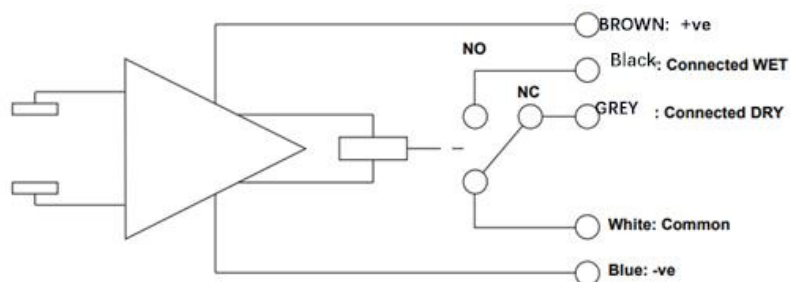 BROWN: +ve
NO
Black: Connected WET
NC
GREY : Connected DRY
White: Common
Blue: -ve